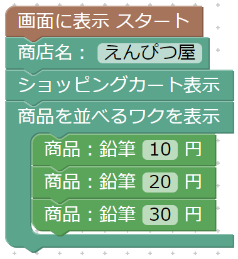 画面に表示 スタート
商店名： えんぴつ屋
ショッピングカート表示
商品を並べるワクを表示
商品：鉛筆 10 円
商品：鉛筆 20 円
商品：鉛筆 30 円